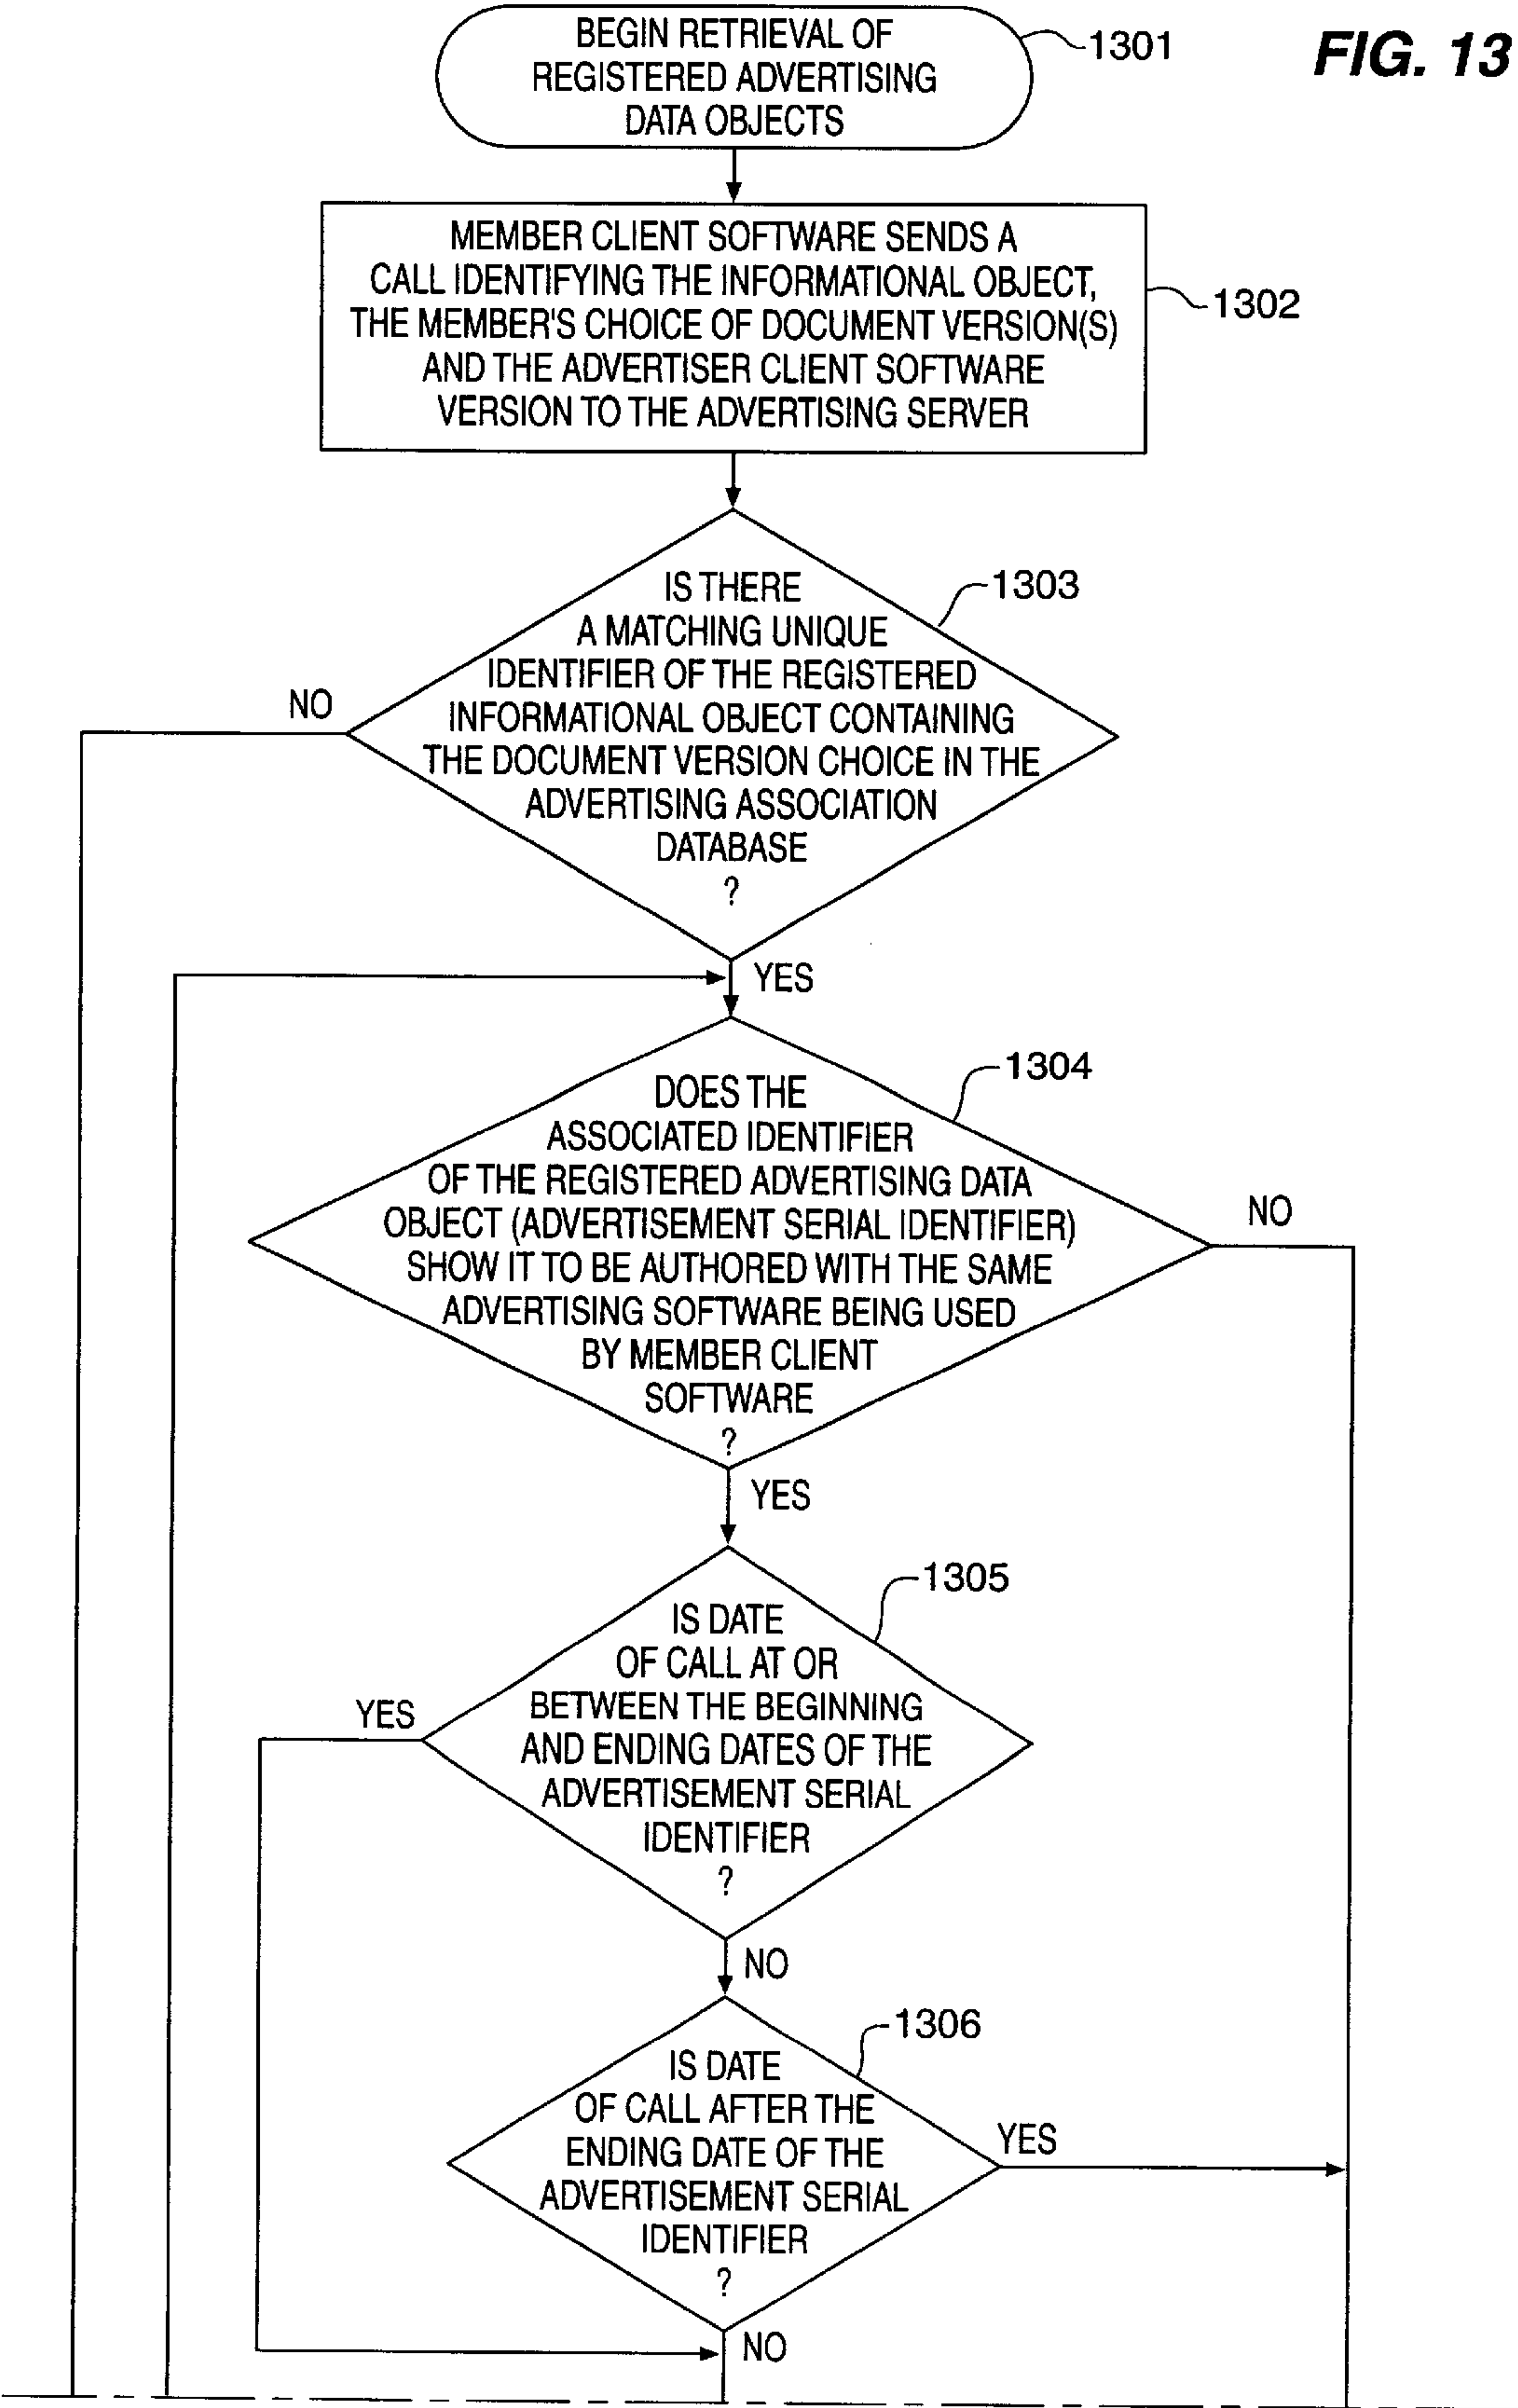 BEGIN RETRIEVAL OF
REGISTERED ADVERTISING
DATA OBJECTS
1301
FIG. 13
MEMBER CLIENT SOFTWARE SENDS A
CALL IDENTIFYING THE INFORMATIONAL OBJECT,
THE MEMBER'S CHOICE OF DOCUMENT VERSION(S)
AND THE ADVERTISER CLIENT SOFTWARE
VERSION TO THE ADVERTISING SERVER
1302
IS THERE
A MATCHING UNIQUE
IDENTIFIER OF THE REGISTERED
INFORMATIONAL OBJECT CONTAINING
THE DOCUMENT VERSION CHOICE IN THE
ADVERTISING ASSOCIATION
DATABASE
?
1303
NO
YES
DOES THE
ASSOCIATED IDENTIFIER
OF THE REGISTERED ADVERTISING DATA
OBJECT (ADVERTISEMENT SERIAL IDENTIFIER)
SHOW IT TO BE AUTHORED WITH THE SAME
ADVERTISING SOFTWARE BEING USED
BY MEMBER CLIENT
SOFTWARE
?
1304
NO
YES
IS DATE
OF CALL AT OR
BETWEEN THE BEGINNING
AND ENDING DATES OF THE
ADVERTISEMENT SERIAL
IDENTIFIER
?
1305
YES
NO
IS DATE
OF CALL AFTER THE
ENDING DATE OF THE
ADVERTISEMENT SERIAL
IDENTIFIER
?
1306
YES
NO